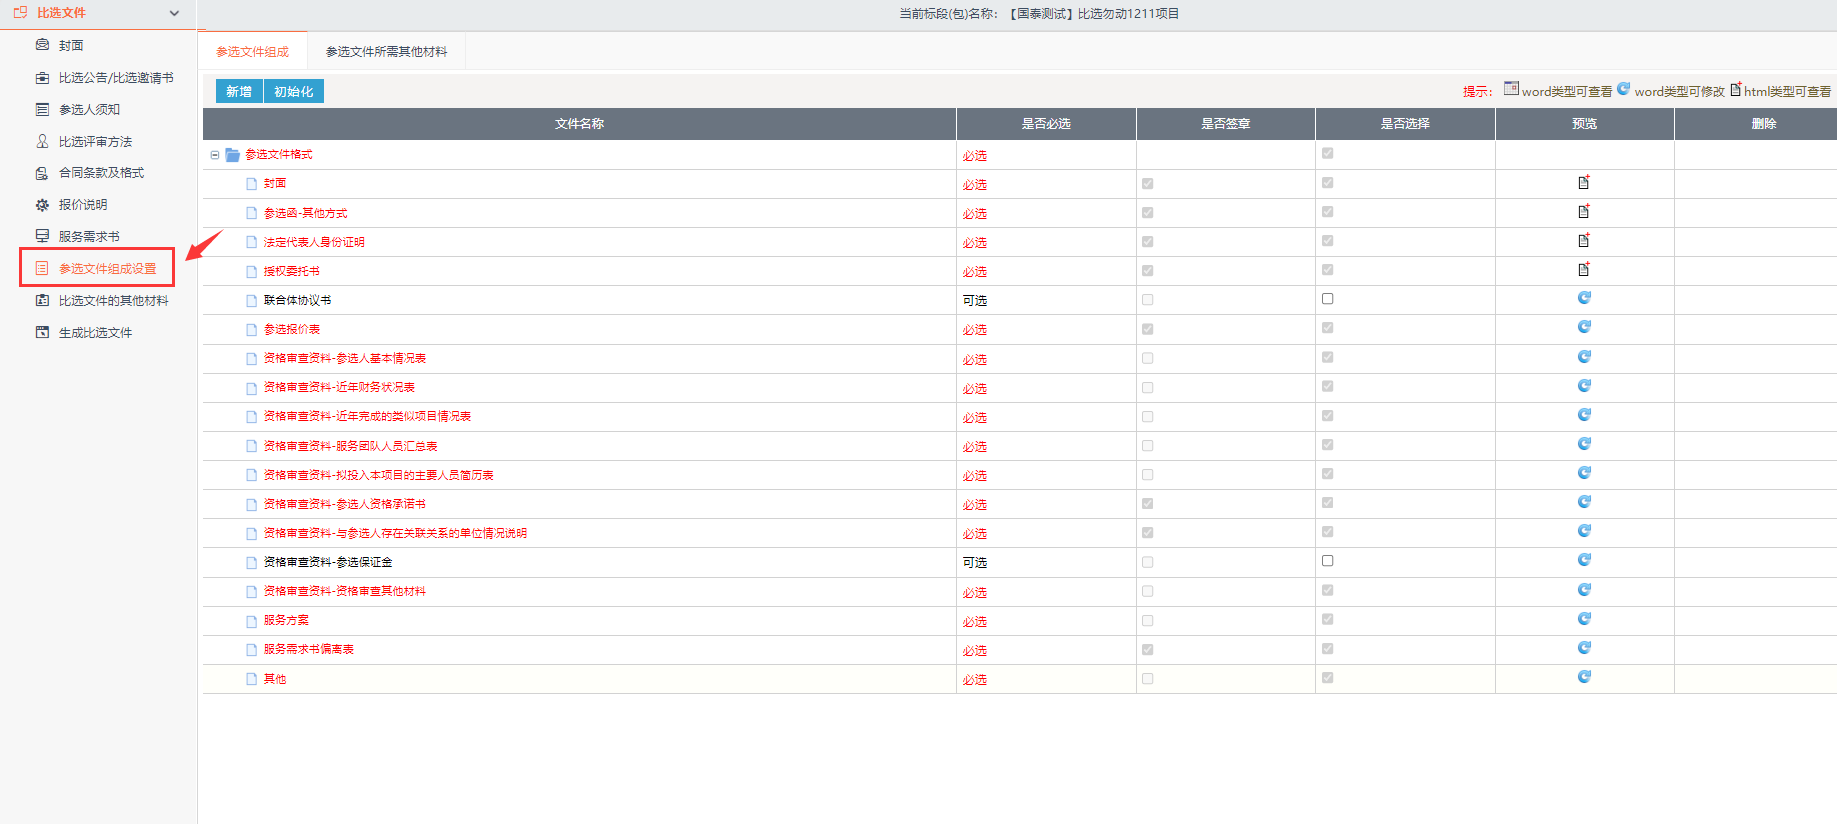 比选文件
当前标段(包)名称：【国泰测试】比选勿动1211项目
封面
比选公告/比选邀请书
参选人须知
比选评审方法
合同条款及格式
报价说明
服务需求书
参选文件组成设置
比选文件的其他材料
生成比选文件
参选文件组成 参选文件所需其他材料
新增 初始化 提示： word类型可查看 word类型可修改 html类型可查看
文件名称 是否必选 是否签章 是否选择 预览 删除
参选文件格式 必选
封面 必选
参选函-其他方式 必选
法定代表人身份证明 必选
授权委托书 必选
联合体协议书 可选
参选报价表 必选
资格审查资料-参选人基本情况表 必选
资格审查资料-近年财务状况表 必选
资格审查资料-近年完成的类似项目情况表 必选
资格审查资料-服务团队人员汇总表 必选
资格审查资料-拟投入本项目的主要人员简历表 必选
资格审查资料-参选人资格承诺书 必选
资格审查资料-与参选人存在关联关系的单位情况说明 必选
资格审查资料-参选保证金 可选
资格审查资料-资格审查其他材料 必选
服务方案 必选
服务需求书偏离表 必选
其他 必选